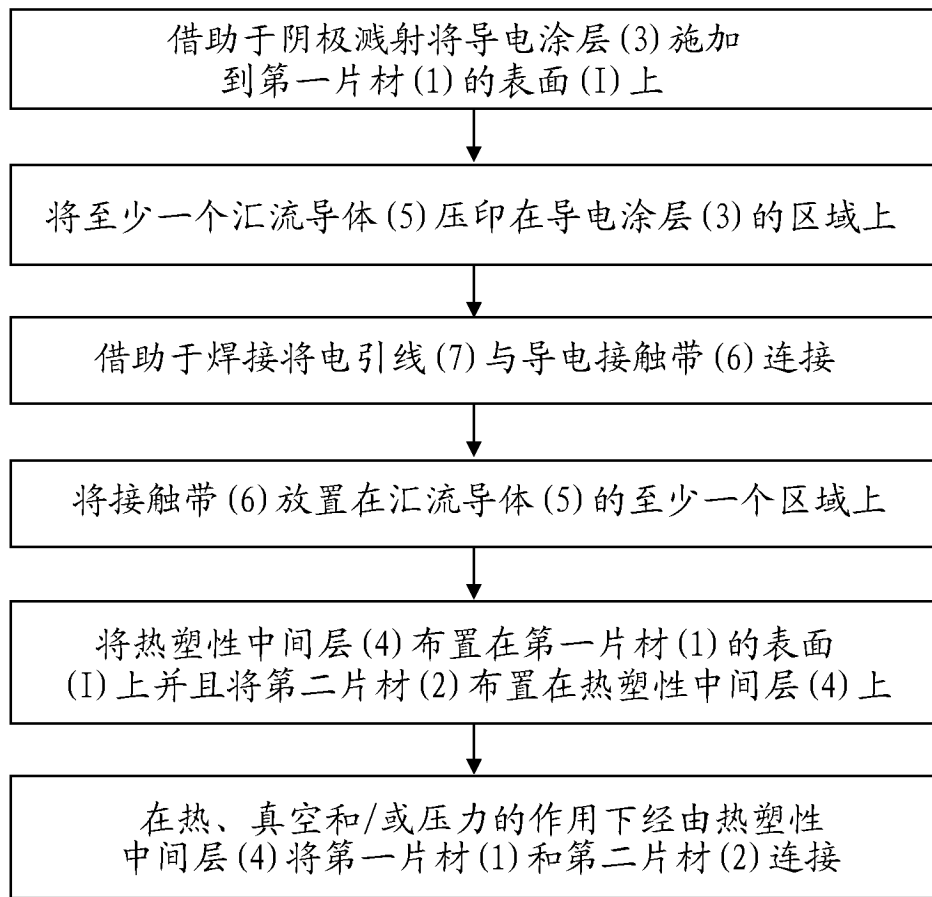 借助于阴极溅射将导电涂层(3)施加
到第一片材(1)的表面(I)上
将至少一个汇流导体(5)压印在导电涂层(3)的区域上
借助于焊接将电引线(7)与导电接触带(6)连接
将接触带(6)放置在汇流导体(5)的至少一个区域上
将热塑性中间层(4)布置在第一片材(1)的表面
(I)上并且将第二片材(2)布置在热塑性中间层(4)上
在热、真空和/或压力的作用下经由热塑性
中间层(4)将第一片材(1)和第二片材(2)连接